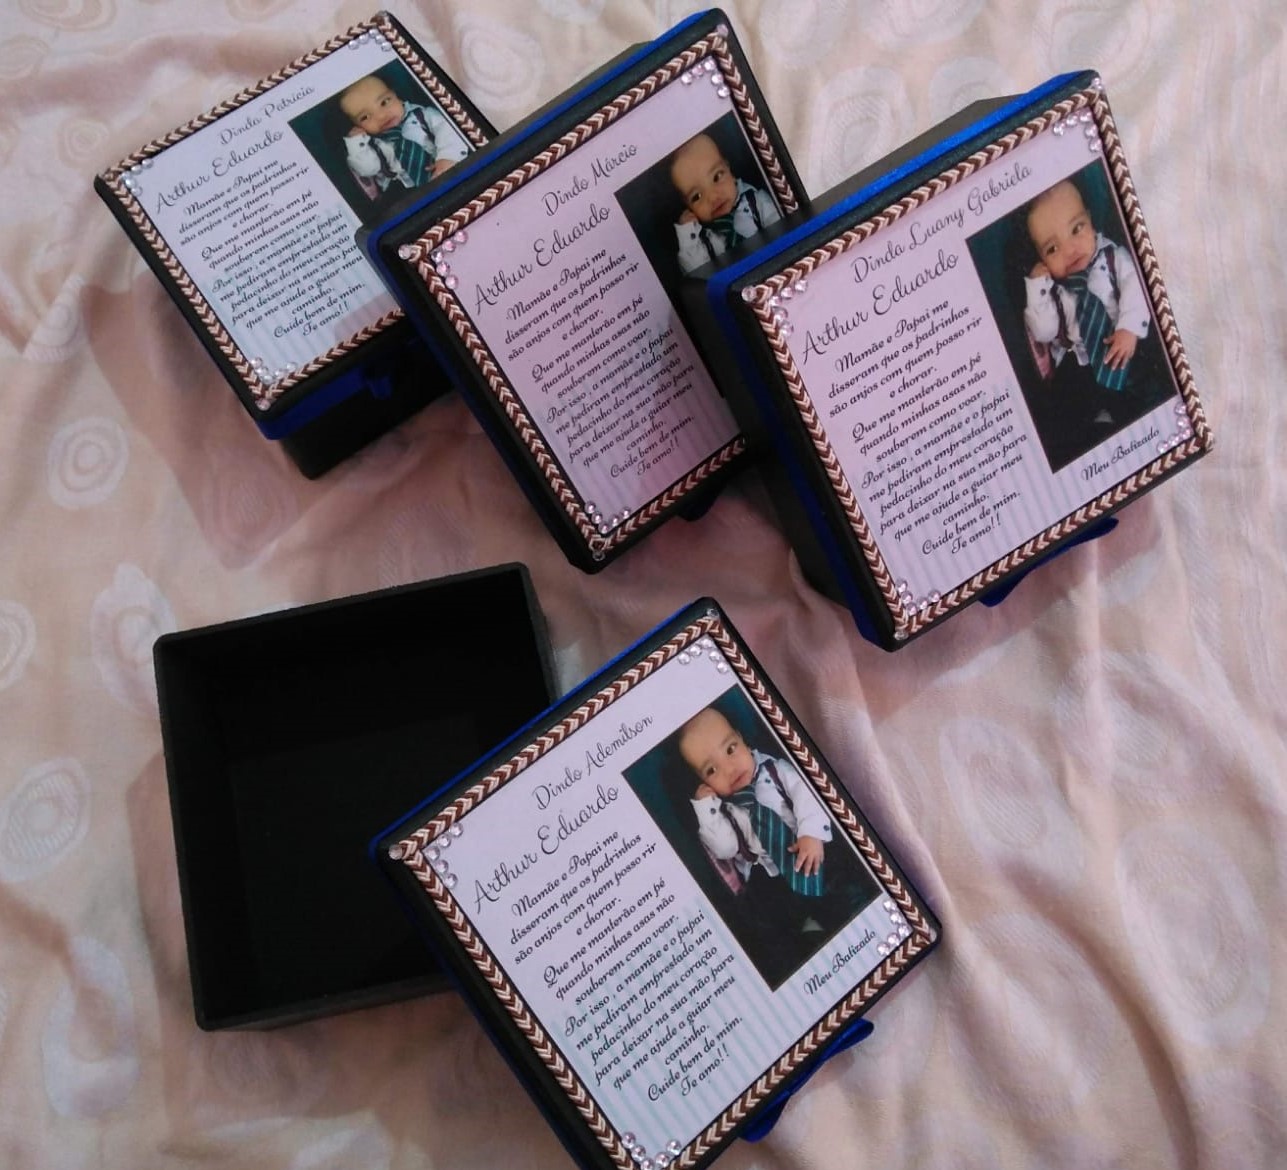 Dinda Patrícia
Arthur Eduardo
Mamãe e Papai me
disseram que os padrinhos
são anjos com quem posso rir
e chorar.
Que me manterão em pé
quando minhas asas não
souberem como voar.
Por isso , a mamãe e o papai
me pediram emprestado um
pedacinho do meu coração
para deixar na sua mão para
que me ajude a guiar meu
caminho.
Cuide bem de mim.
Te amo!!
Dindo Márcio
Arthur Eduardo
Mamãe e Papai me
disseram que os padrinhos
são anjos com quem posso rir
e chorar.
Que me manterão em pé
quando minhas asas não
souberem como voar.
Por isso , a mamãe e o papai
me pediram emprestado um
pedacinho do meu coração
para deixar na sua mão para
que me ajude a guiar meu
caminho.
Cuide bem de mim.
Te amo!!
Dinda Luany Gabriela
Arthur Eduardo
Mamãe e Papai me
disseram que os padrinhos
são anjos com quem posso rir
e chorar.
Que me manterão em pé
quando minhas asas não
souberem como voar.
Por isso , a mamãe e o papai
me pediram emprestado um
pedacinho do meu coração
para deixar na sua mão para
que me ajude a guiar meu
caminho.
Cuide bem de mim.
Te amo!!
Meu Batizado
Dindo Ademilson
Arthur Eduardo
Mamãe e Papai me
disseram que os padrinhos
são anjos com quem posso rir
e chorar.
Que me manterão em pé
quando minhas asas não
souberem como voar.
Por isso , a mamãe e o papai
me pediram emprestado um
pedacinho do meu coração
para deixar na sua mão para
que me ajude a guiar meu
caminho.
Cuide bem de mim.
Te amo!!
Meu Batizado